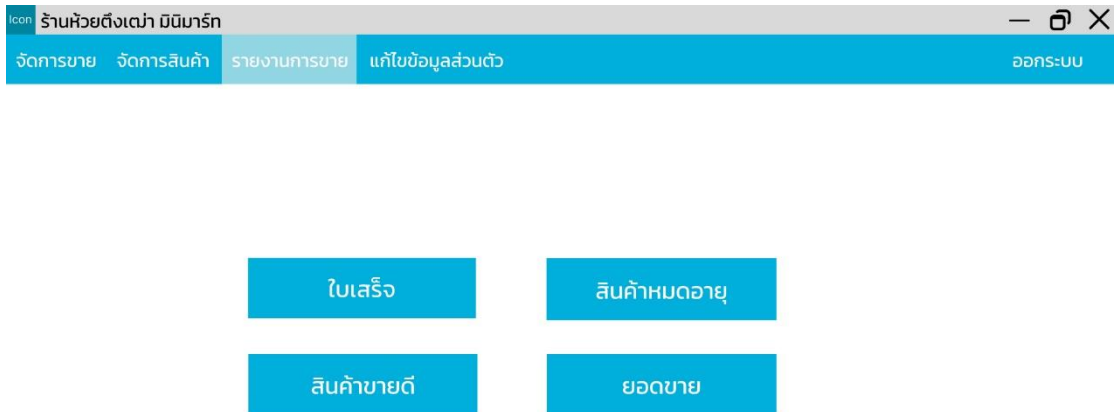 Icon ร้านห้วยตึงเฒ่า มินิมาร์ท
จัดการขาย จัดการสินค้า รายงานการขาย แก้ไขข้อมูลส่วนตัว ออกระบบ
ใบเสร็จ สินค้าหมดอายุ
สินค้าขายดี ยอดขาย